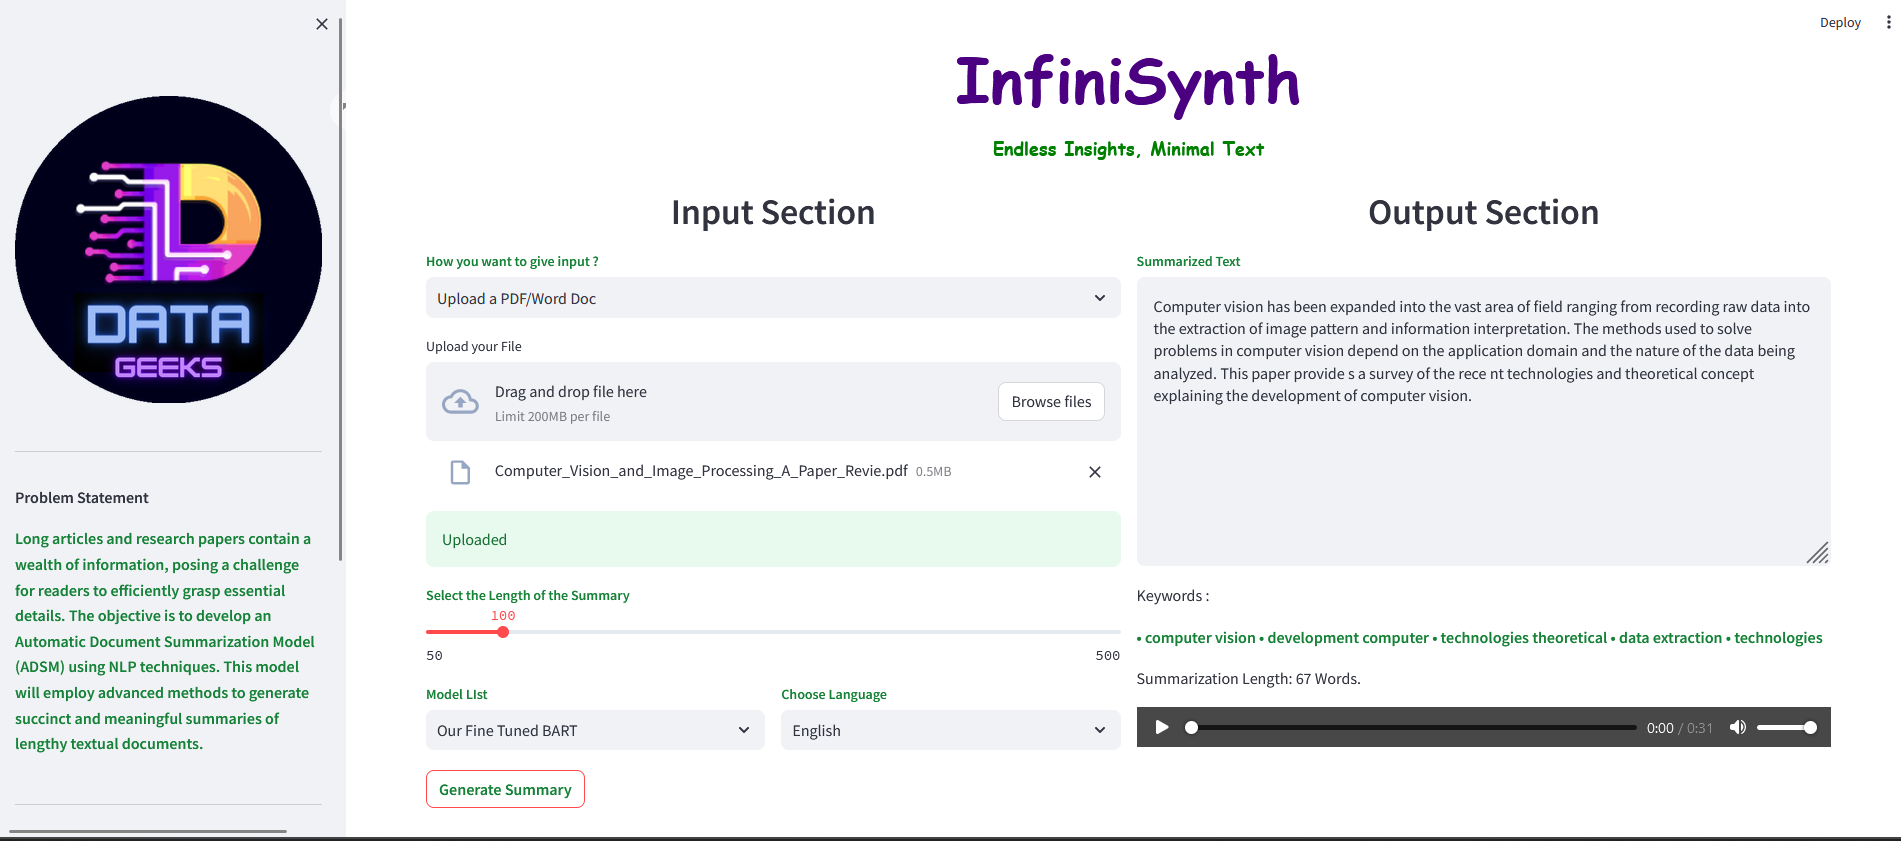 DATA
GEEKS
Problem Statement
Long articles and research papers contain a
wealth of information, posing a challenge
for readers to efficiently grasp essential
details. The objective is to develop an
Automatic Document Summarization Model
(ADSM) using NLP techniques. This model
will employ advanced methods to generate
succinct and meaningful summaries of
lengthy textual documents.
Deploy
InfiniSynth
Endless Insights, Minimal Text
Input Section
How you want to give input ?
Upload a PDF/Word Doc
Upload your File
Drag and drop file here
Limit 200MB per file
Browse files
Computer_Vision_and_Image_Processing_A_Paper_Revie.pdf 0.5MB
Uploaded
Select the Length of the Summary
100
50 500
Model LIst
Our Fine Tuned BART
Choose Language
English
Generate Summary
Output Section
Summarized Text
Computer vision has been expanded into the vast area of field ranging from recording raw data into
the extraction of image pattern and information interpretation. The methods used to solve
problems in computer vision depend on the application domain and the nature of the data being
analyzed. This paper provide s a survey of the rece nt technologies and theoretical concept
explaining the development of computer vision.
Keywords :
• computer vision • development computer • technologies theoretical • data extraction • technologies
Summarization Length: 67 Words.
0:00 / 0:31